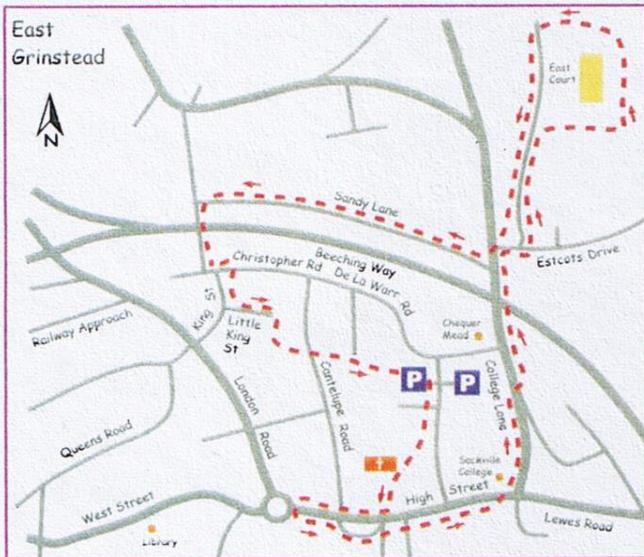 East
Grinstead
N
East
Court
Sandy Lane
Estcots Drive
Beeching Way
Christopher Rd
De La Warr Rd
King St
Little
King
St
Railway Approach
Chequer
Mead
P
P
College Lane
Cantelupe Road
London Road
Queens Road
Sackville
College
High Street
West Street
Library
Lewes Road